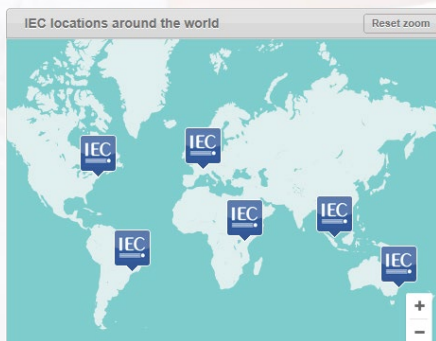 IEC locations around the world
Reset zoom
IEC
IEC
IEC
IEC
IEC
IEC
+
−